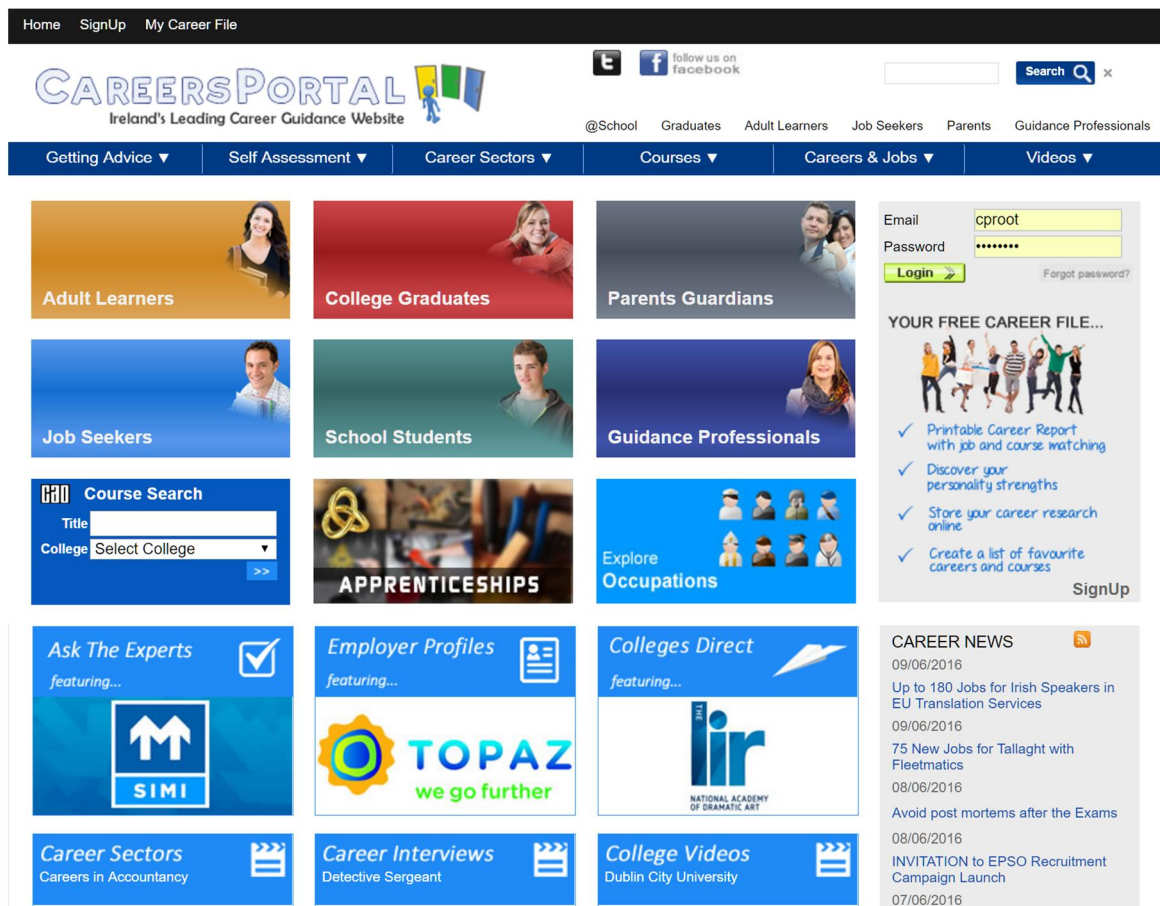 Home SignUp My Career File
CAREERSPORTAL
Ireland's Leading Career Guidance Website
follow us on
facebook
Search
@School Graduates Adult Learners Job Seekers Parents Guidance Professionals
Getting Advice ▼ Self Assessment ▼ Career Sectors ▼ Courses ▼ Careers & Jobs ▼ Videos ▼
Adult Learners
College Graduates
Parents Guardians
Job Seekers
School Students
Guidance Professionals
Email cproot
Password ••••••••
Login
Forgot password?
YOUR FREE CAREER FILE...
Printable Career Report
with job and course matching
Discover your
personality strengths
Store your career research
online
Create a list of favourite
careers and courses
SignUp
CAO Course Search
Title
College Select College
>>
APPRENTICESHIPS
Explore
Occupations
Ask The Experts
featuring...
SIMI
Employer Profiles
featuring...
TOPAZ
we go further
Colleges Direct
featuring...
THE
lir
NATIONAL ACADEMY
OF DRAMATIC ART
CAREER NEWS
09/06/2016
Up to 180 Jobs for Irish Speakers in
EU Translation Services
09/06/2016
75 New Jobs for Tallaght with
Fleetmatics
08/06/2016
Avoid post mortems after the Exams
08/06/2016
INVITATION to EPSO Recruitment
Campaign Launch
07/06/2016
Career Sectors
Careers in Accountancy
Career Interviews
Detective Sergeant
College Videos
Dublin City University